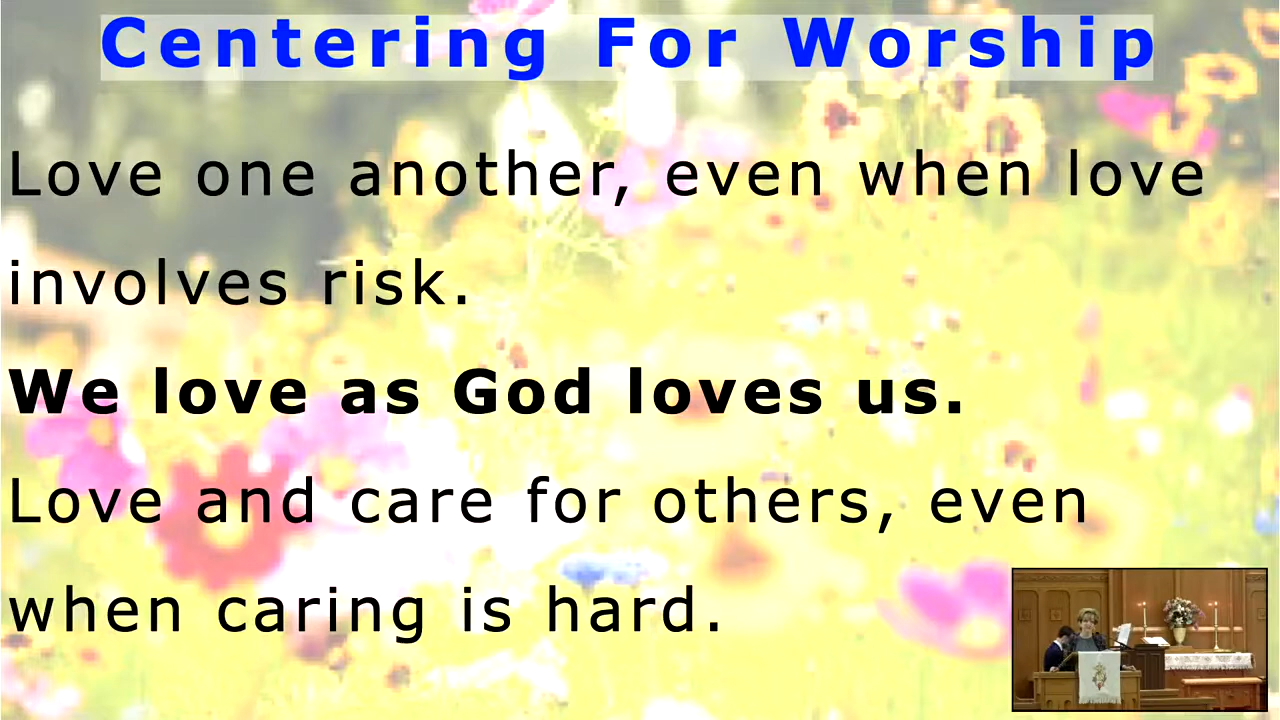 Centering For Worship
Love one another, even when love
involves risk.
We love as God loves us.
Love and care for others, even
when caring is hard.